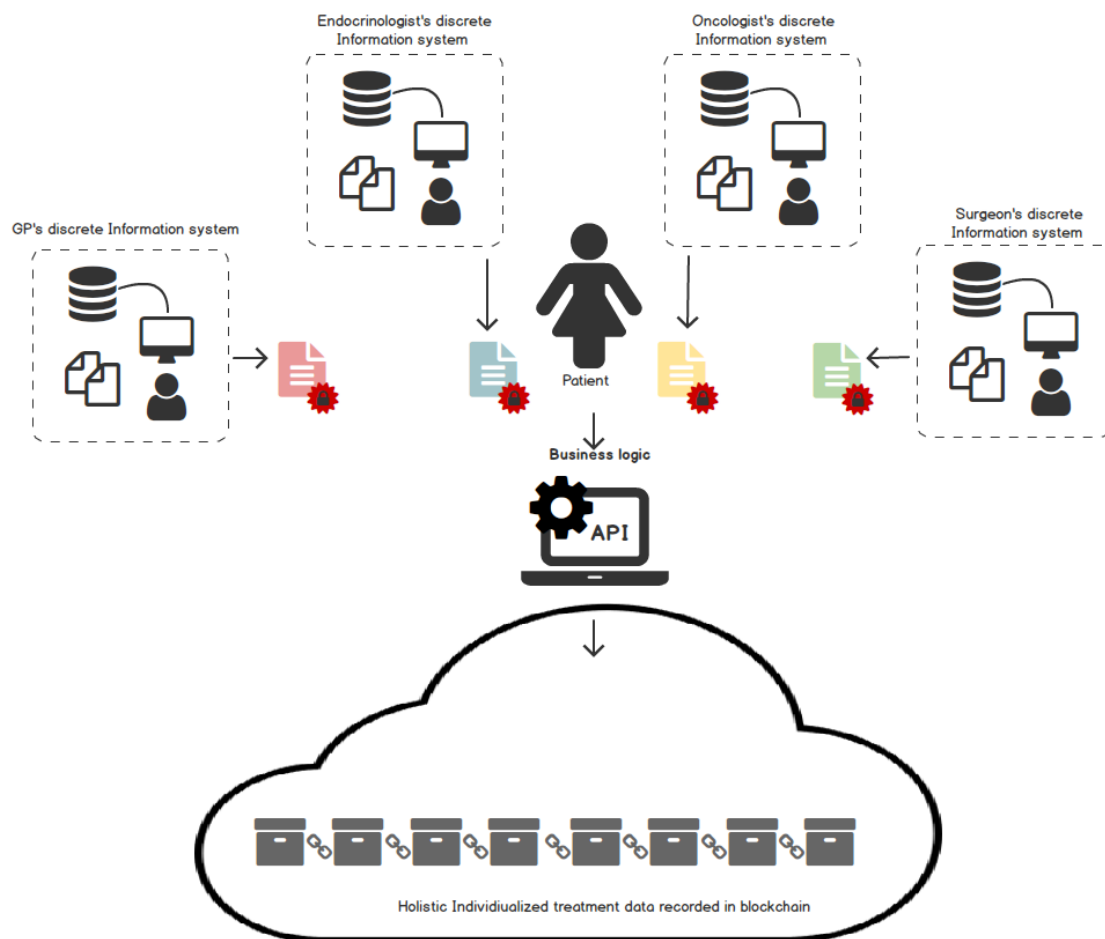 Endocrinologist's discrete
Information system
Oncologist's discrete
Information system
GP's discrete Information system
Surgeon's discrete
Information system
Patient
Business logic
API
Holistic Individiualized treatment data recorded in blockchain